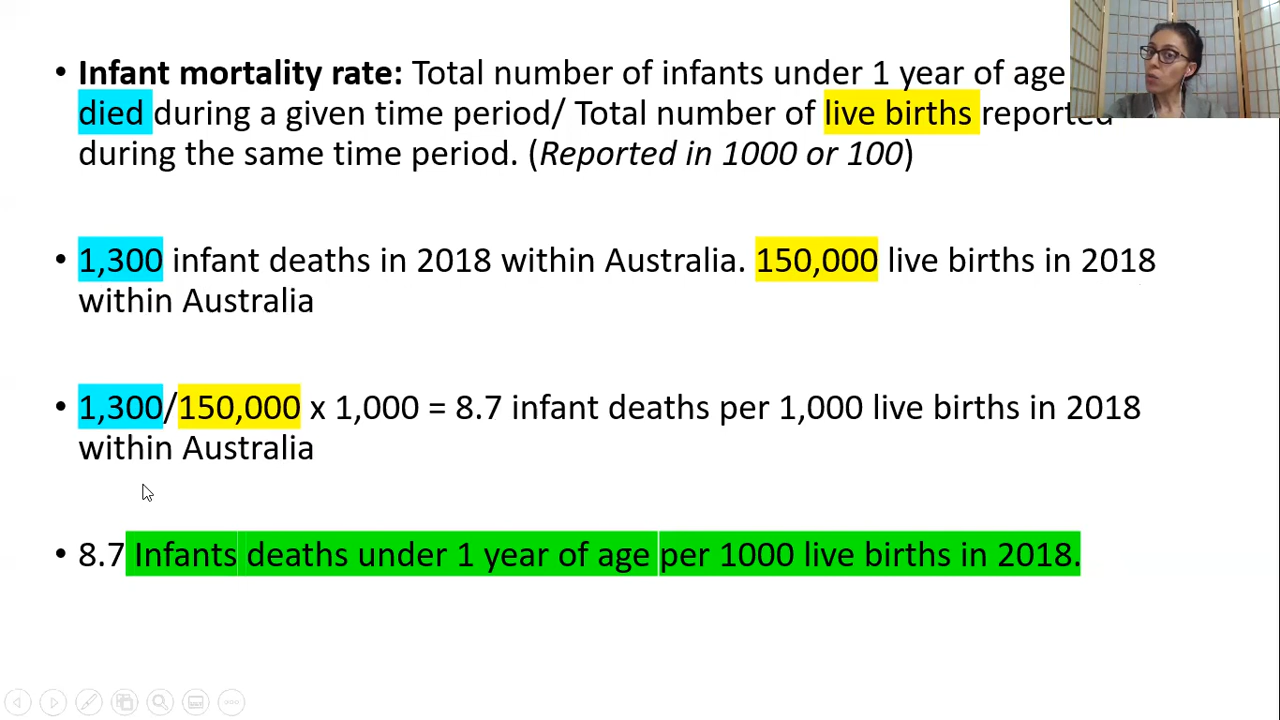 • Infant mortality rate: Total number of infants under 1 year of age
died during a given time period/ Total number of live births reported
during the same time period. (Reported in 1000 or 100)
• 1,300 infant deaths in 2018 within Australia. 150,000 live births in 2018
within Australia
• 1,300/150,000 x 1,000 = 8.7 infant deaths per 1,000 live births in 2018
within Australia
• 8.7 Infants deaths under 1 year of age per 1000 live births in 2018.